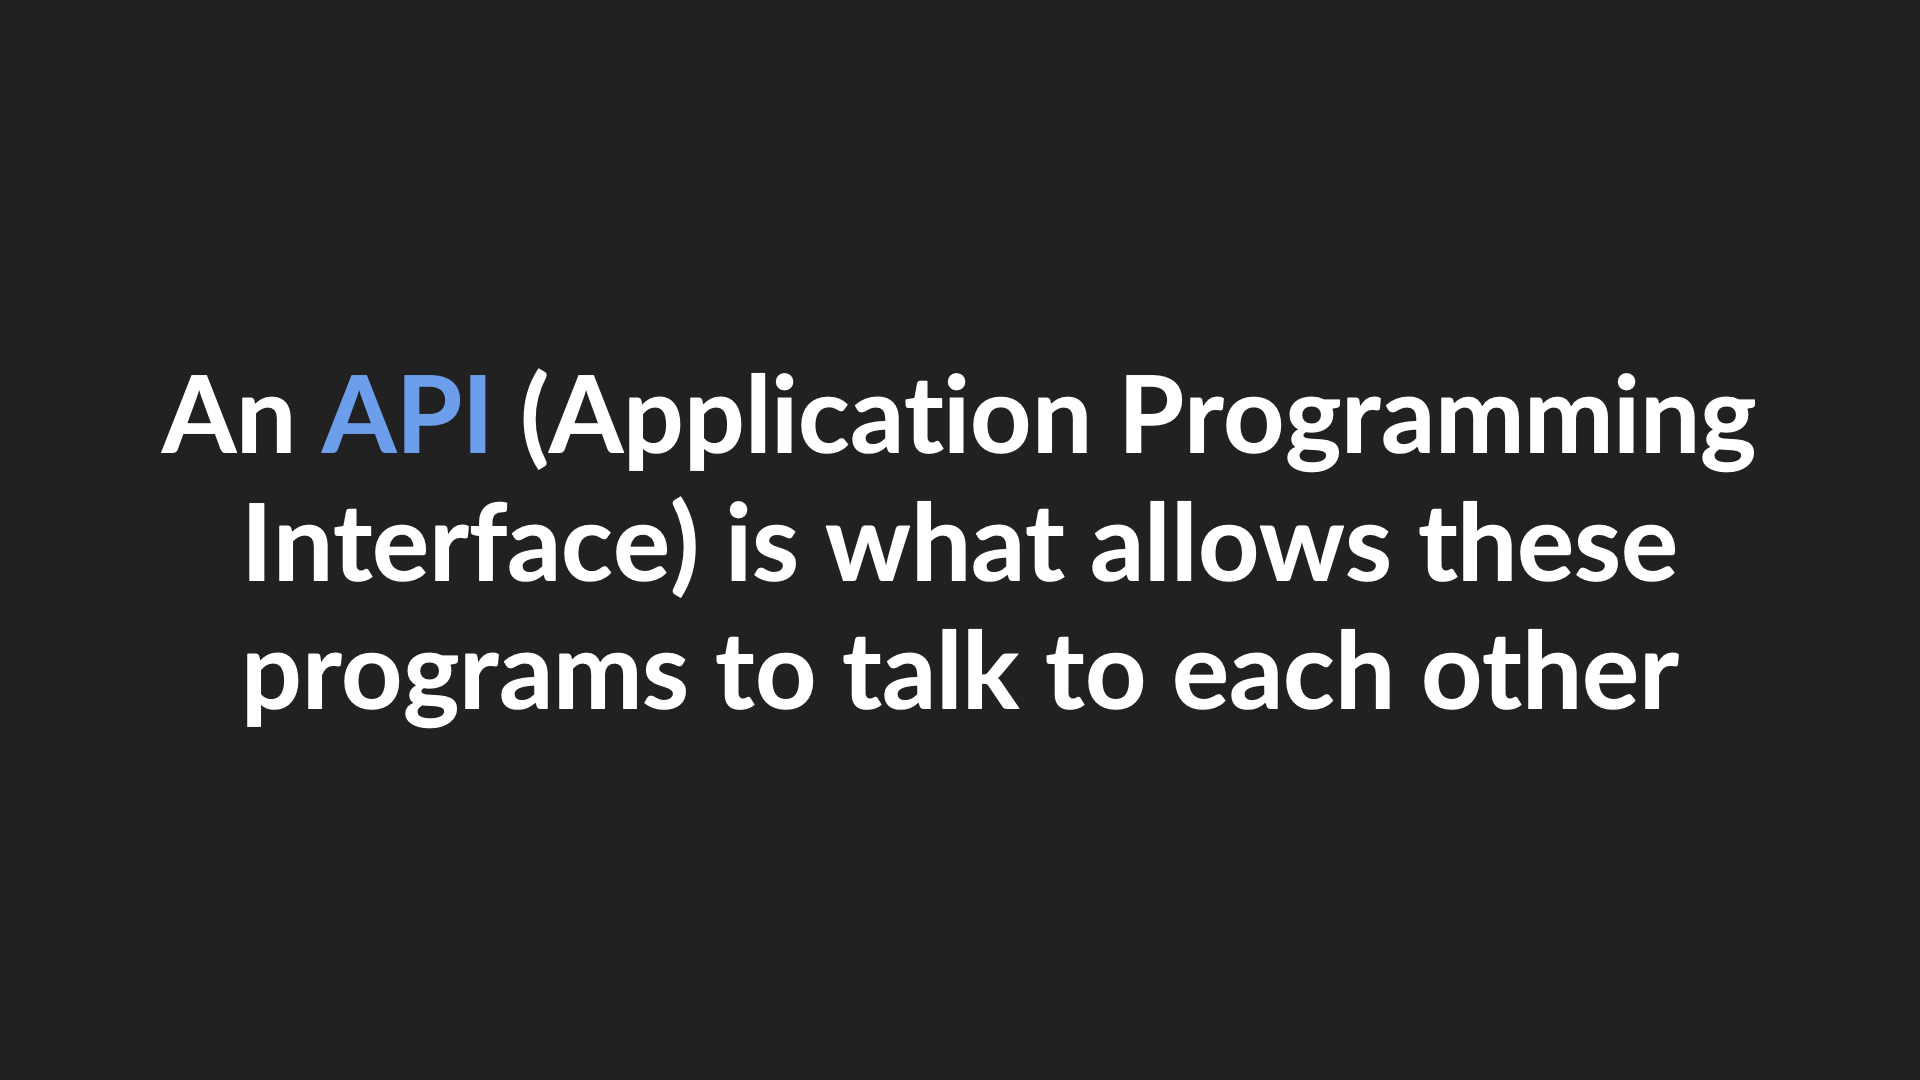 An API (Application Programming
Interface) is what allows these
programs to talk to each other